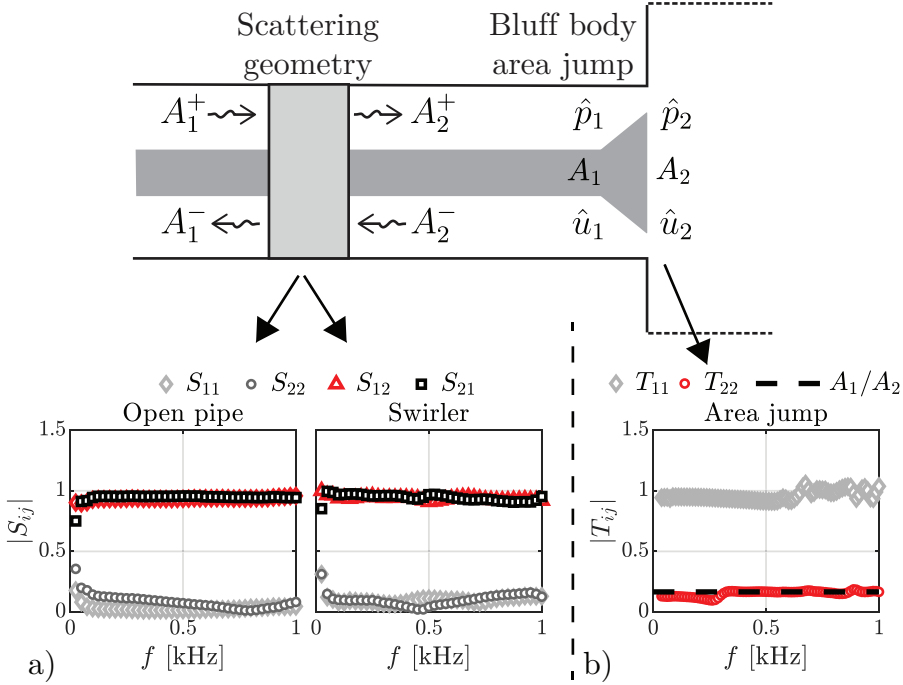 Scattering geometry
Bluff body area jump
A_1^+
A_2^+
p̂_1
p̂_2
A_1
A_2
A_1^-
A_2^-
û_1
û_2
S_11 S_22 S_12 S_21
T_11 T_22 A_1/A_2
Open pipe
Swirler
Area jump
|S_ij|
1.5
1
0.5
0
0 0.5 1
f [kHz]
0 0.5 1
f [kHz]
|T_ij|
1.5
1
0.5
0
0 0.5 1
f [kHz]
a)
b)